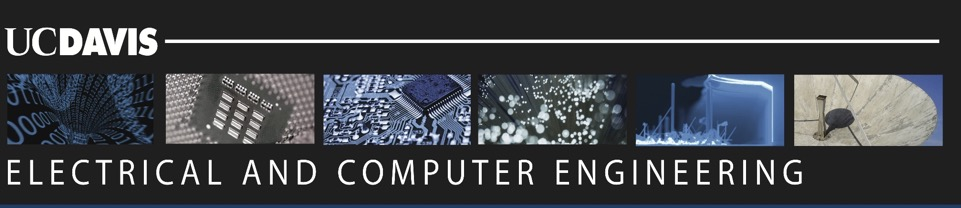 UCDAVIS
ELECTRICAL AND COMPUTER ENGINEERING